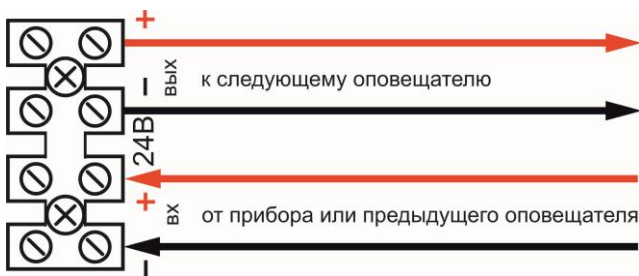 +
− вых к следующему оповещателю
24В
+
− вх от прибора или предыдущего оповещателя